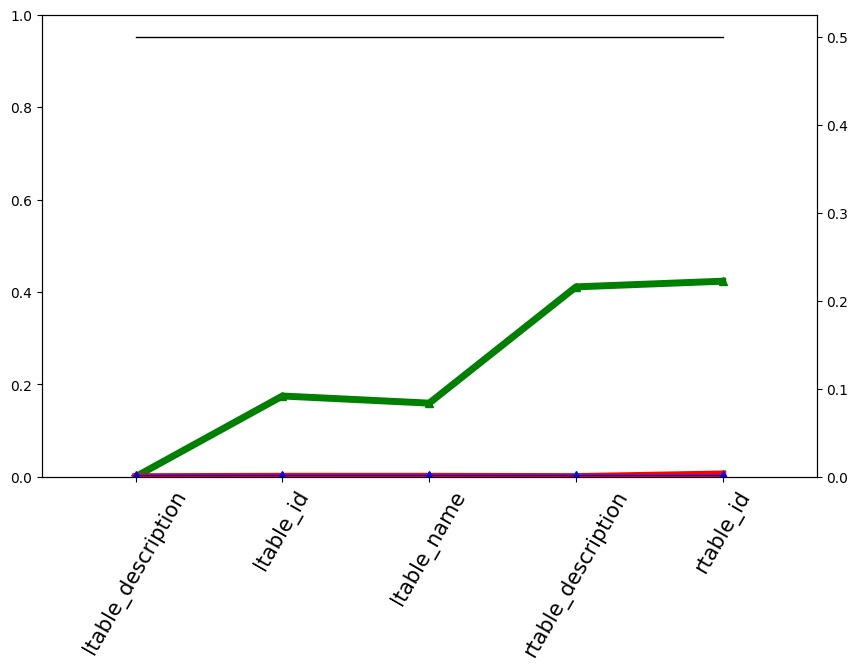 1.0
0.8
0.6
0.4
0.2
0.0
0.5
0.4
0.3
0.2
0.1
0.0
ltable_description
ltable_id
ltable_name
rtable_description
rtable_id